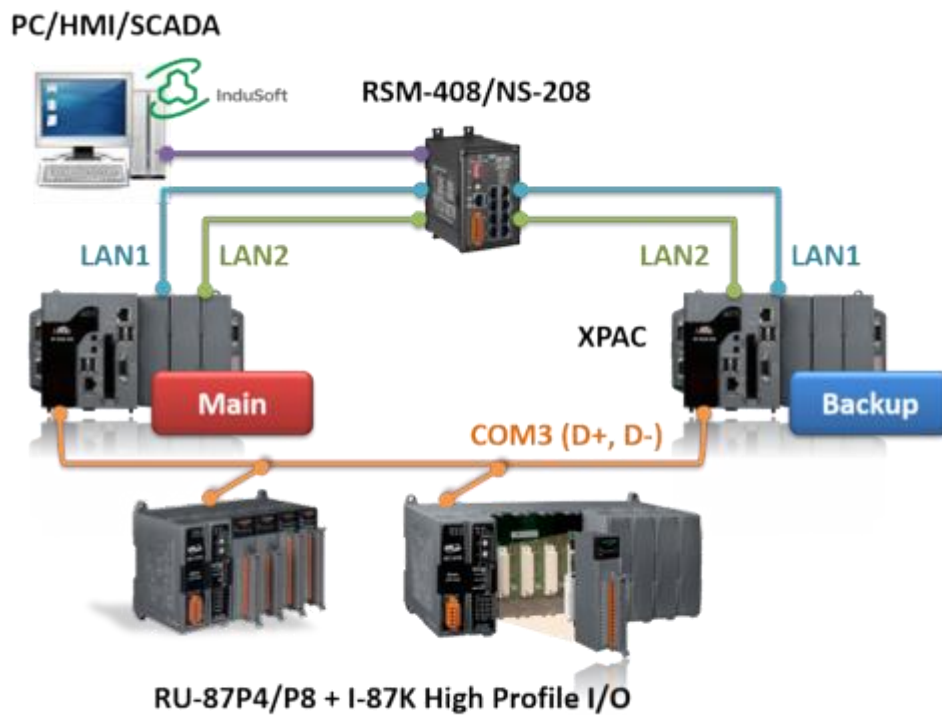 PC/HMI/SCADA
InduSoft
RSM-408/NS-208
LAN1
LAN2
LAN2
LAN1
XPAC
Main
Backup
COM3 (D+, D-)
RU-87P4/P8 + I-87K High Profile I/O